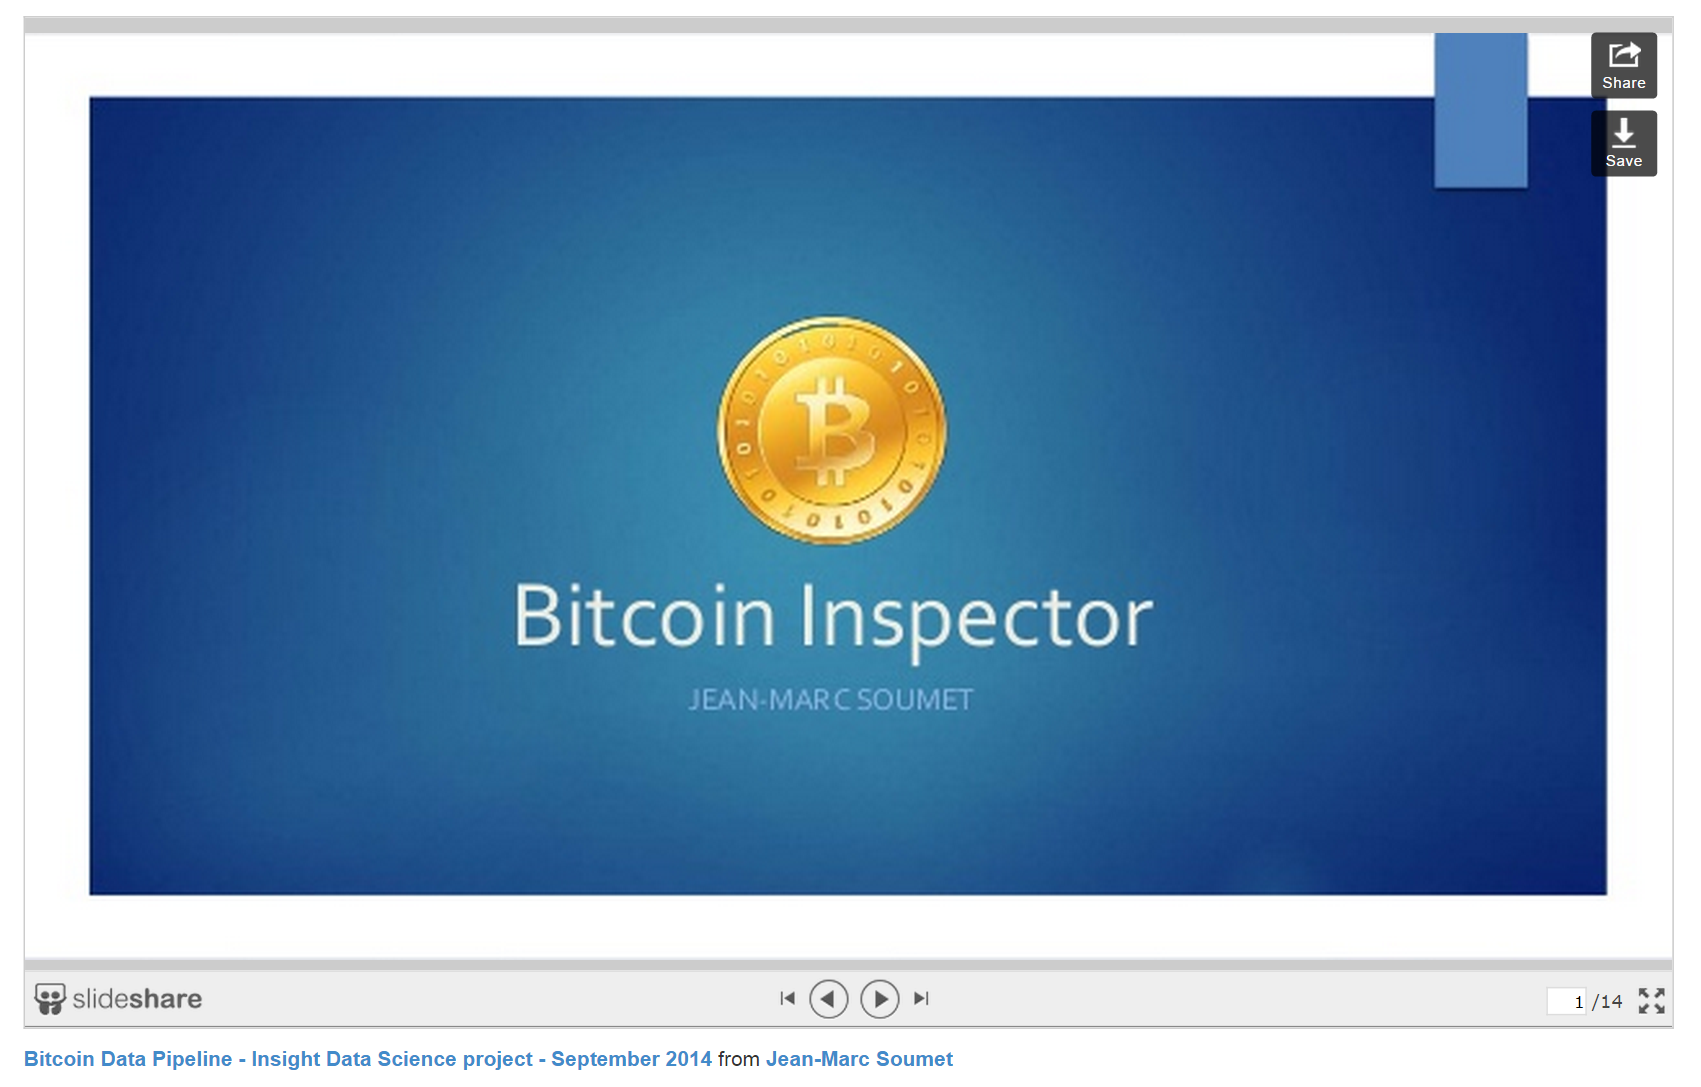 Share
Save
Bitcoin Inspector
JEAN-MARC SOUMET
slideshare
1 /14
Bitcoin Data Pipeline - Insight Data Science project - September 2014 from Jean-Marc Soumet